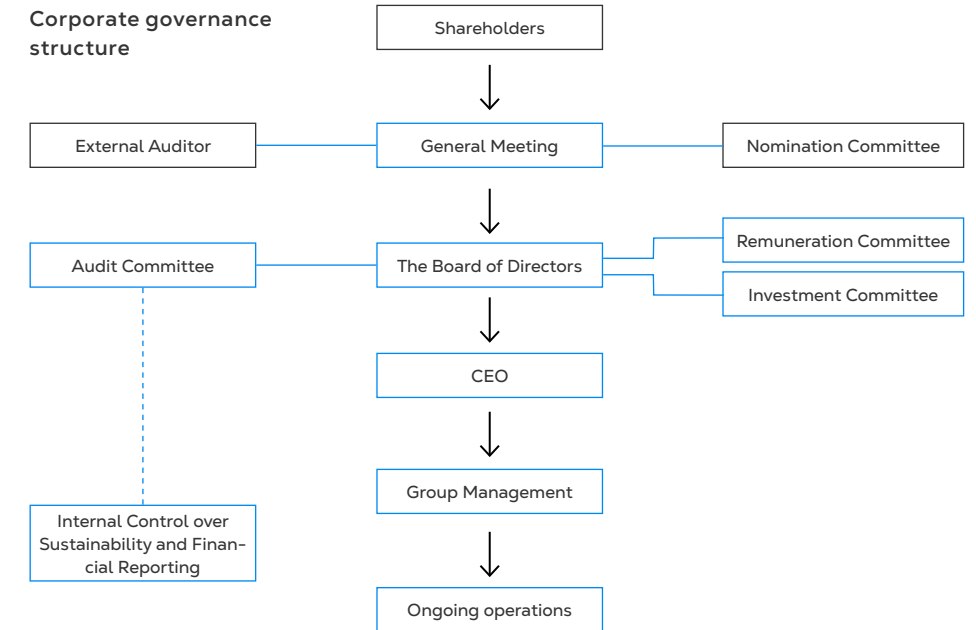 Corporate governance
structure
Shareholders
External Auditor
General Meeting
Nomination Committee
Audit Committee
The Board of Directors
Remuneration Committee
Investment Committee
CEO
Group Management
Internal Control over
Sustainability and Finan-
cial Reporting
Ongoing operations